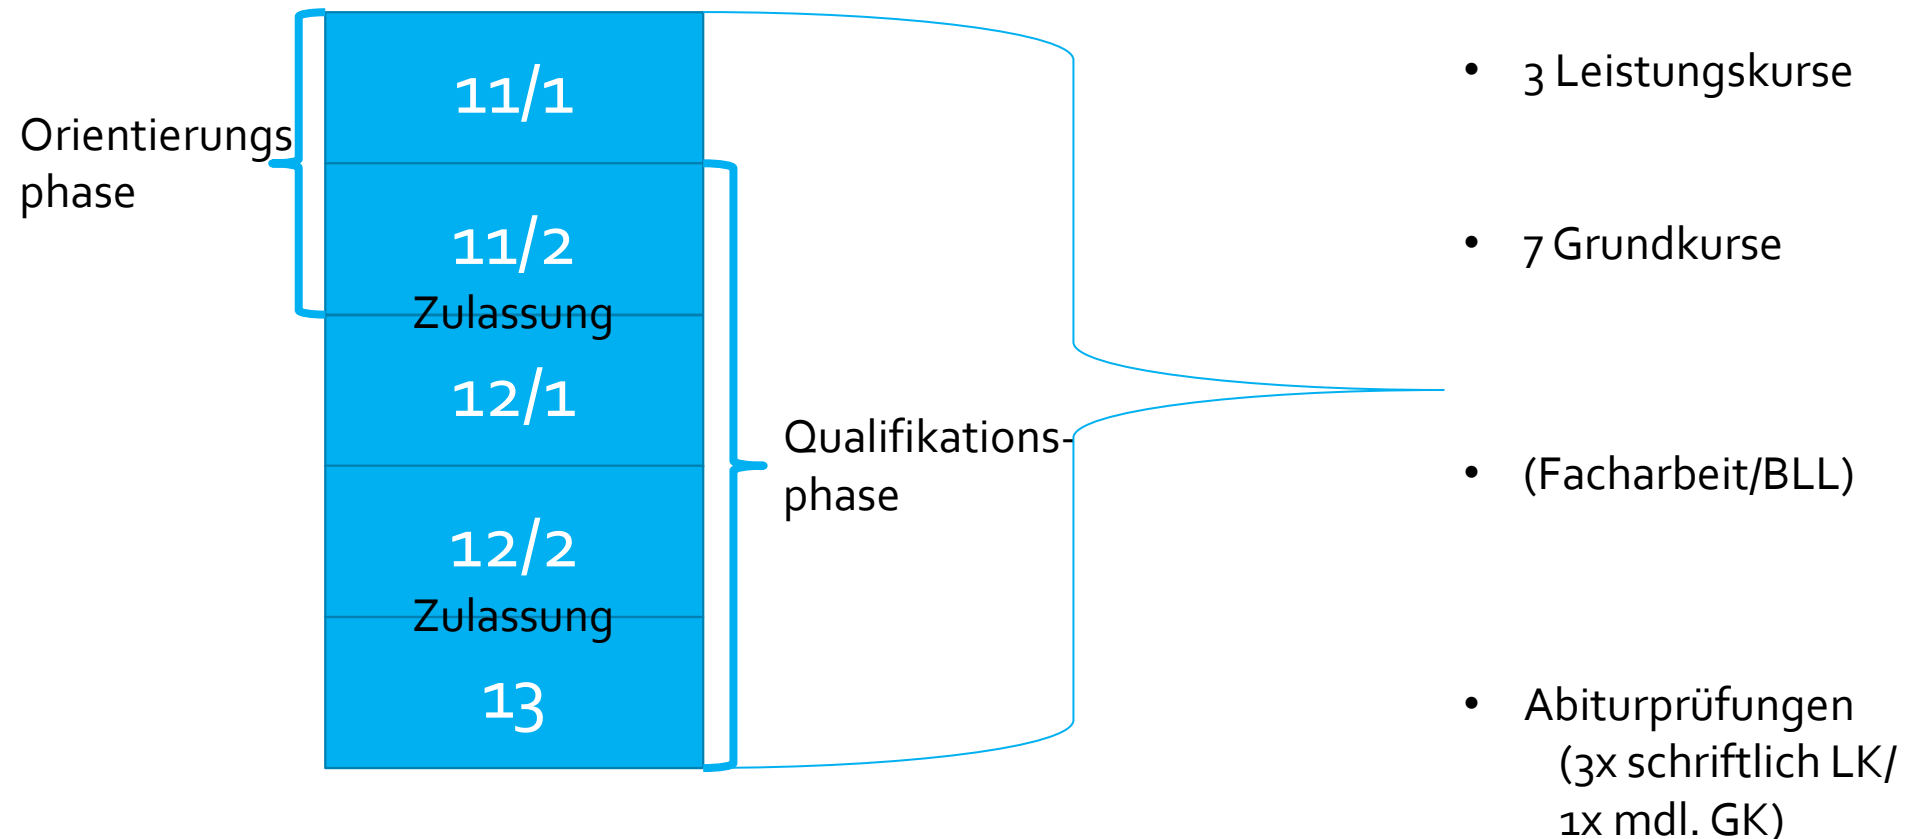 Orientierungs
phase
11/1
11/2
Zulassung
12/1
12/2
Zulassung
13
Qualifikations-
phase
• 3 Leistungskurse
• 7 Grundkurse
• (Facharbeit/BLL)
• Abiturprüfungen
(3x schriftlich LK/
1x mdl. GK)